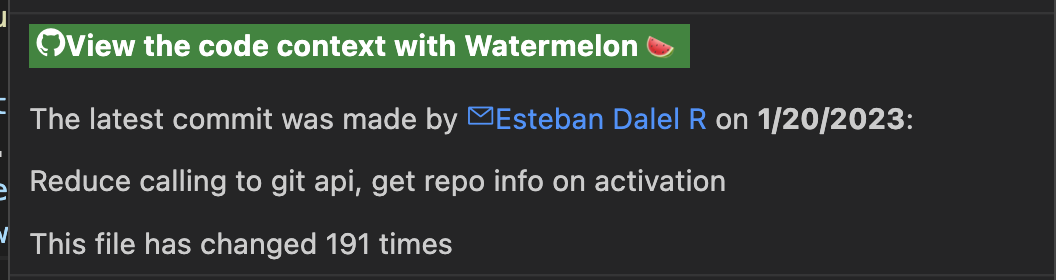 View the code context with Watermelon 🍉
The latest commit was made by Esteban Dalel R on 1/20/2023:
Reduce calling to git api, get repo info on activation
This file has changed 191 times